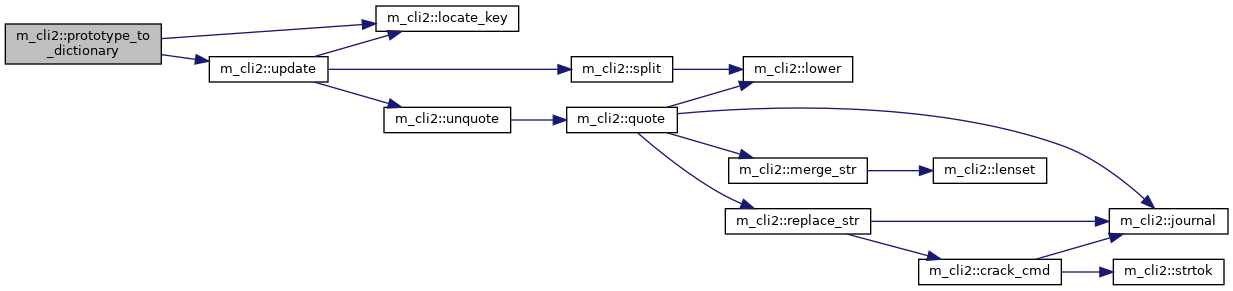 m_cli2::prototype_to
_dictionary
m_cli2::locate_key
m_cli2::update
m_cli2::split
m_cli2::lower
m_cli2::unquote
m_cli2::quote
m_cli2::merge_str
m_cli2::lenset
m_cli2::replace_str
m_cli2::journal
m_cli2::crack_cmd
m_cli2::strtok